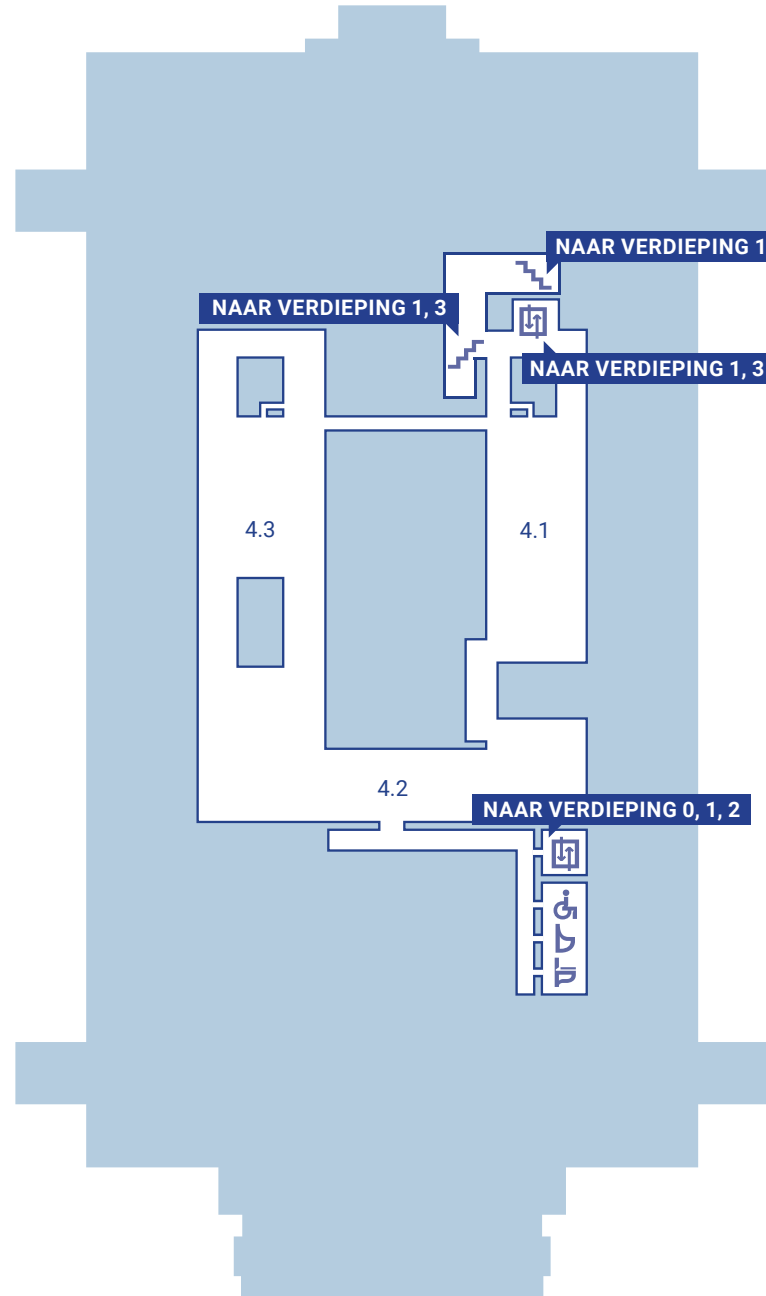 NAAR VERDIEPING 1
NAAR VERDIEPING 1, 3
NAAR VERDIEPING 1, 3
4.3
4.1
4.2
NAAR VERDIEPING 0, 1, 2